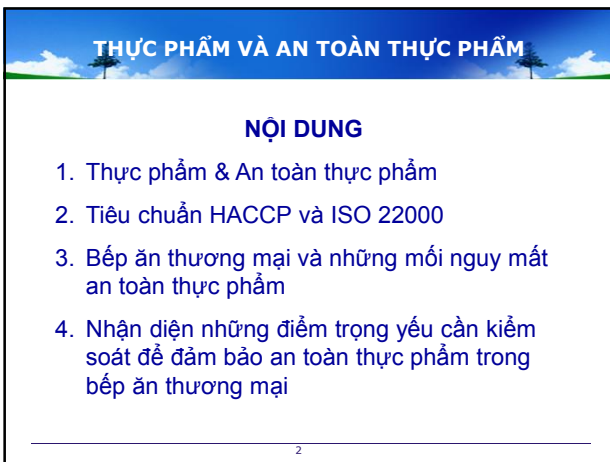 THỰC PHẨM VÀ AN TOÀN THỰC PHẨM
NỘI DUNG
1. Thực phẩm & An toàn thực phẩm
2. Tiêu chuẩn HACCP và ISO 22000
3. Bếp ăn thương mại và những mối nguy mất
an toàn thực phẩm
4. Nhận diện những điểm trọng yếu cần kiểm
soát để đảm bảo an toàn thực phẩm trong
bếp ăn thương mại
2